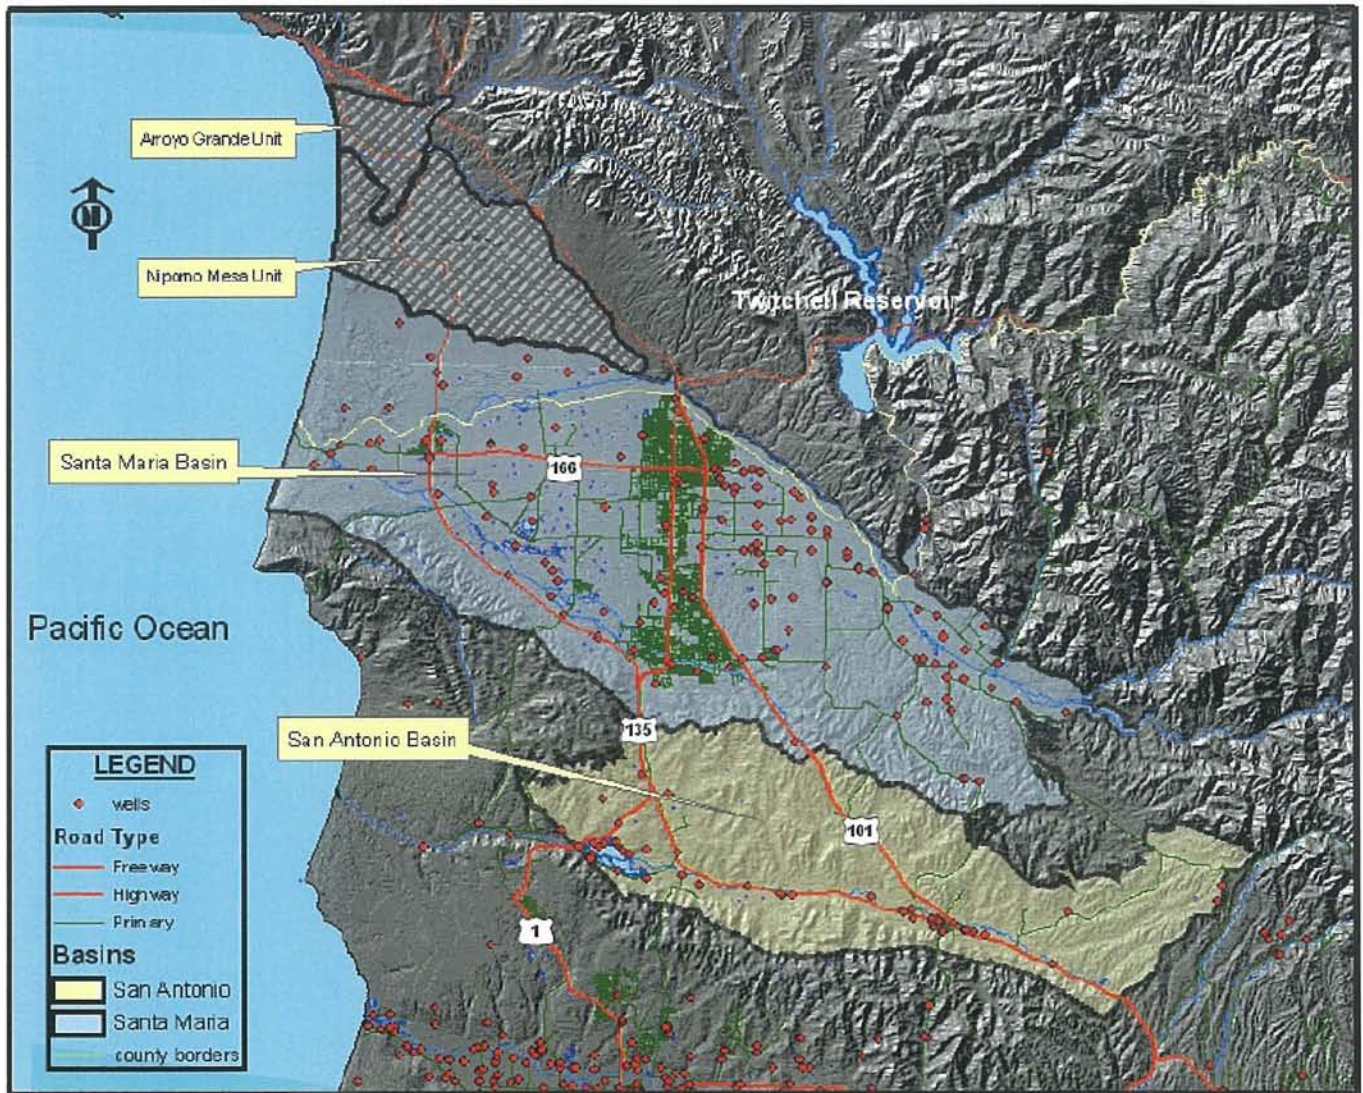 Arroyo Grande Unit
N
Nipomo Mesa Unit
Twitchell Reservoir
Santa Maria Basin
166
Pacific Ocean
San Antonio Basin
135
101
1
LEGEND
wells
Road Type
Freeway
Highway
Primary
Basins
San Antonio
Santa Maria
county borders